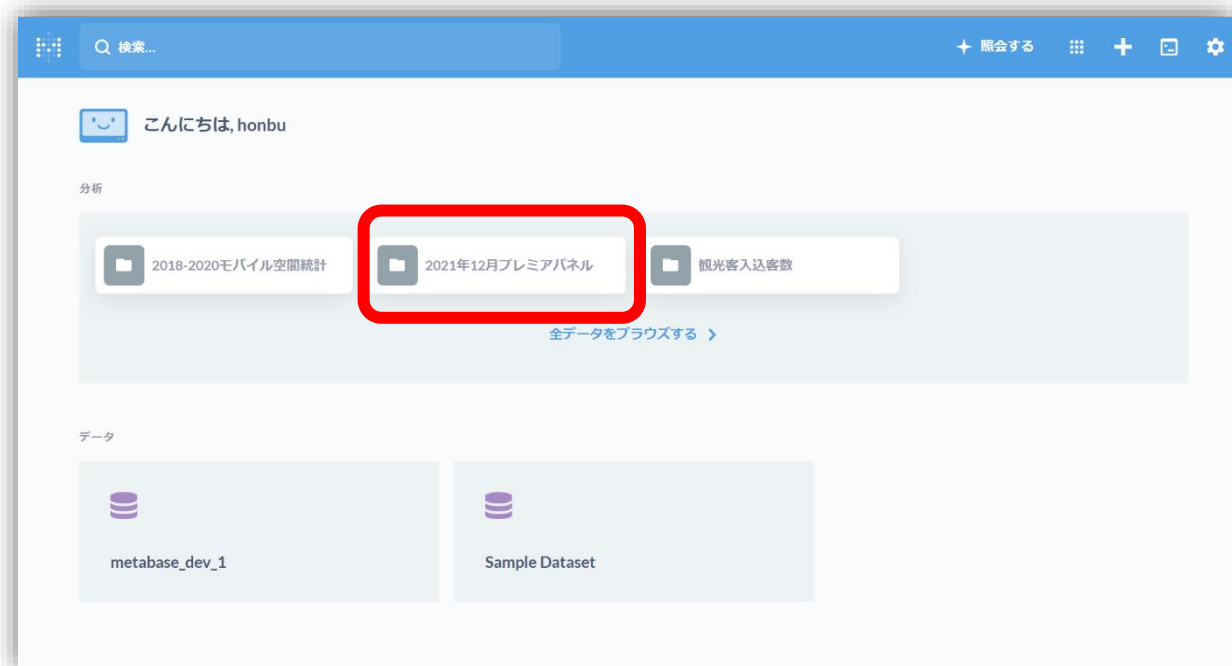 検索...
照会する
こんにちは, honbu
分析
2018-2020モバイル空間統計
2021年12月プレミアパネル
観光客入込客数
全データをブラウズする
データ
metabase_dev_1
Sample Dataset